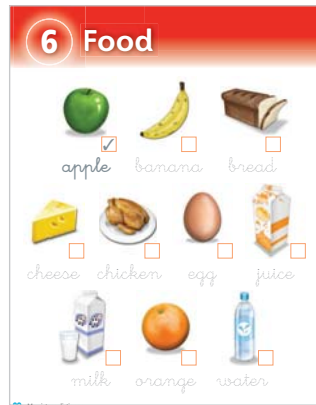 6 Food
apple banana bread
cheese chicken egg juice
milk orange water